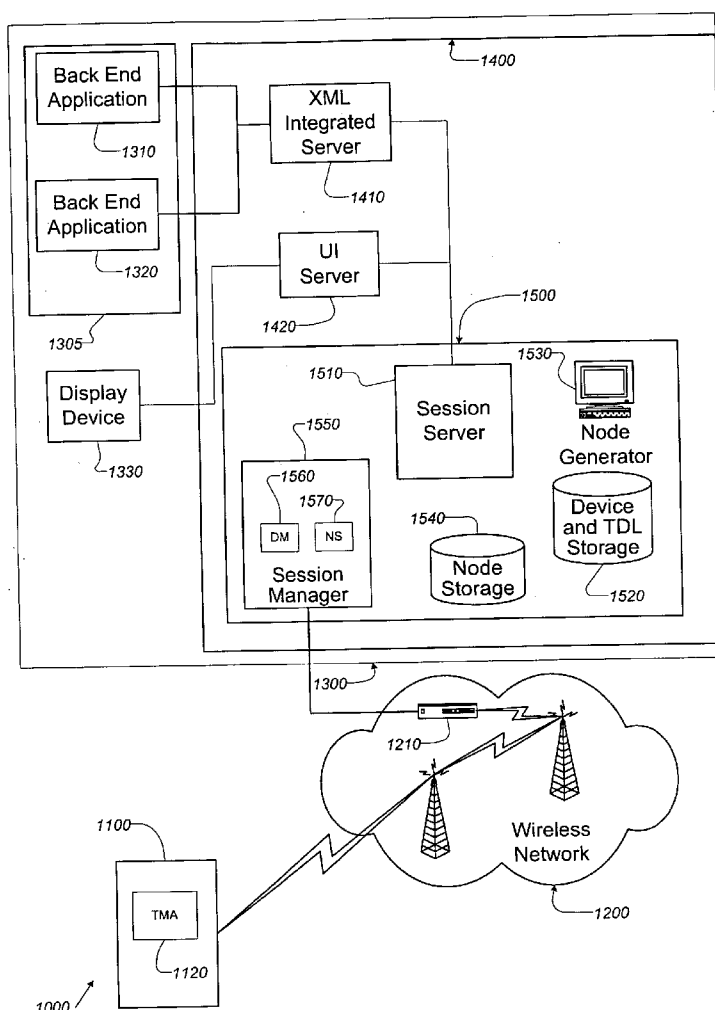 1400
Back End
Application
1310
XML
Integrated
Server
1410
Back End
Application
1320
UI
Server
1420
1500
1305
1510
1530
Display
Device
1330
Session
Server
Node
Generator
1550
1560
1570
DM
NS
Session
Manager
1540
Node
Storage
Device
and TDL
Storage
1520
1300
1210
Wireless
Network
1200
1100
TMA
1120
1000